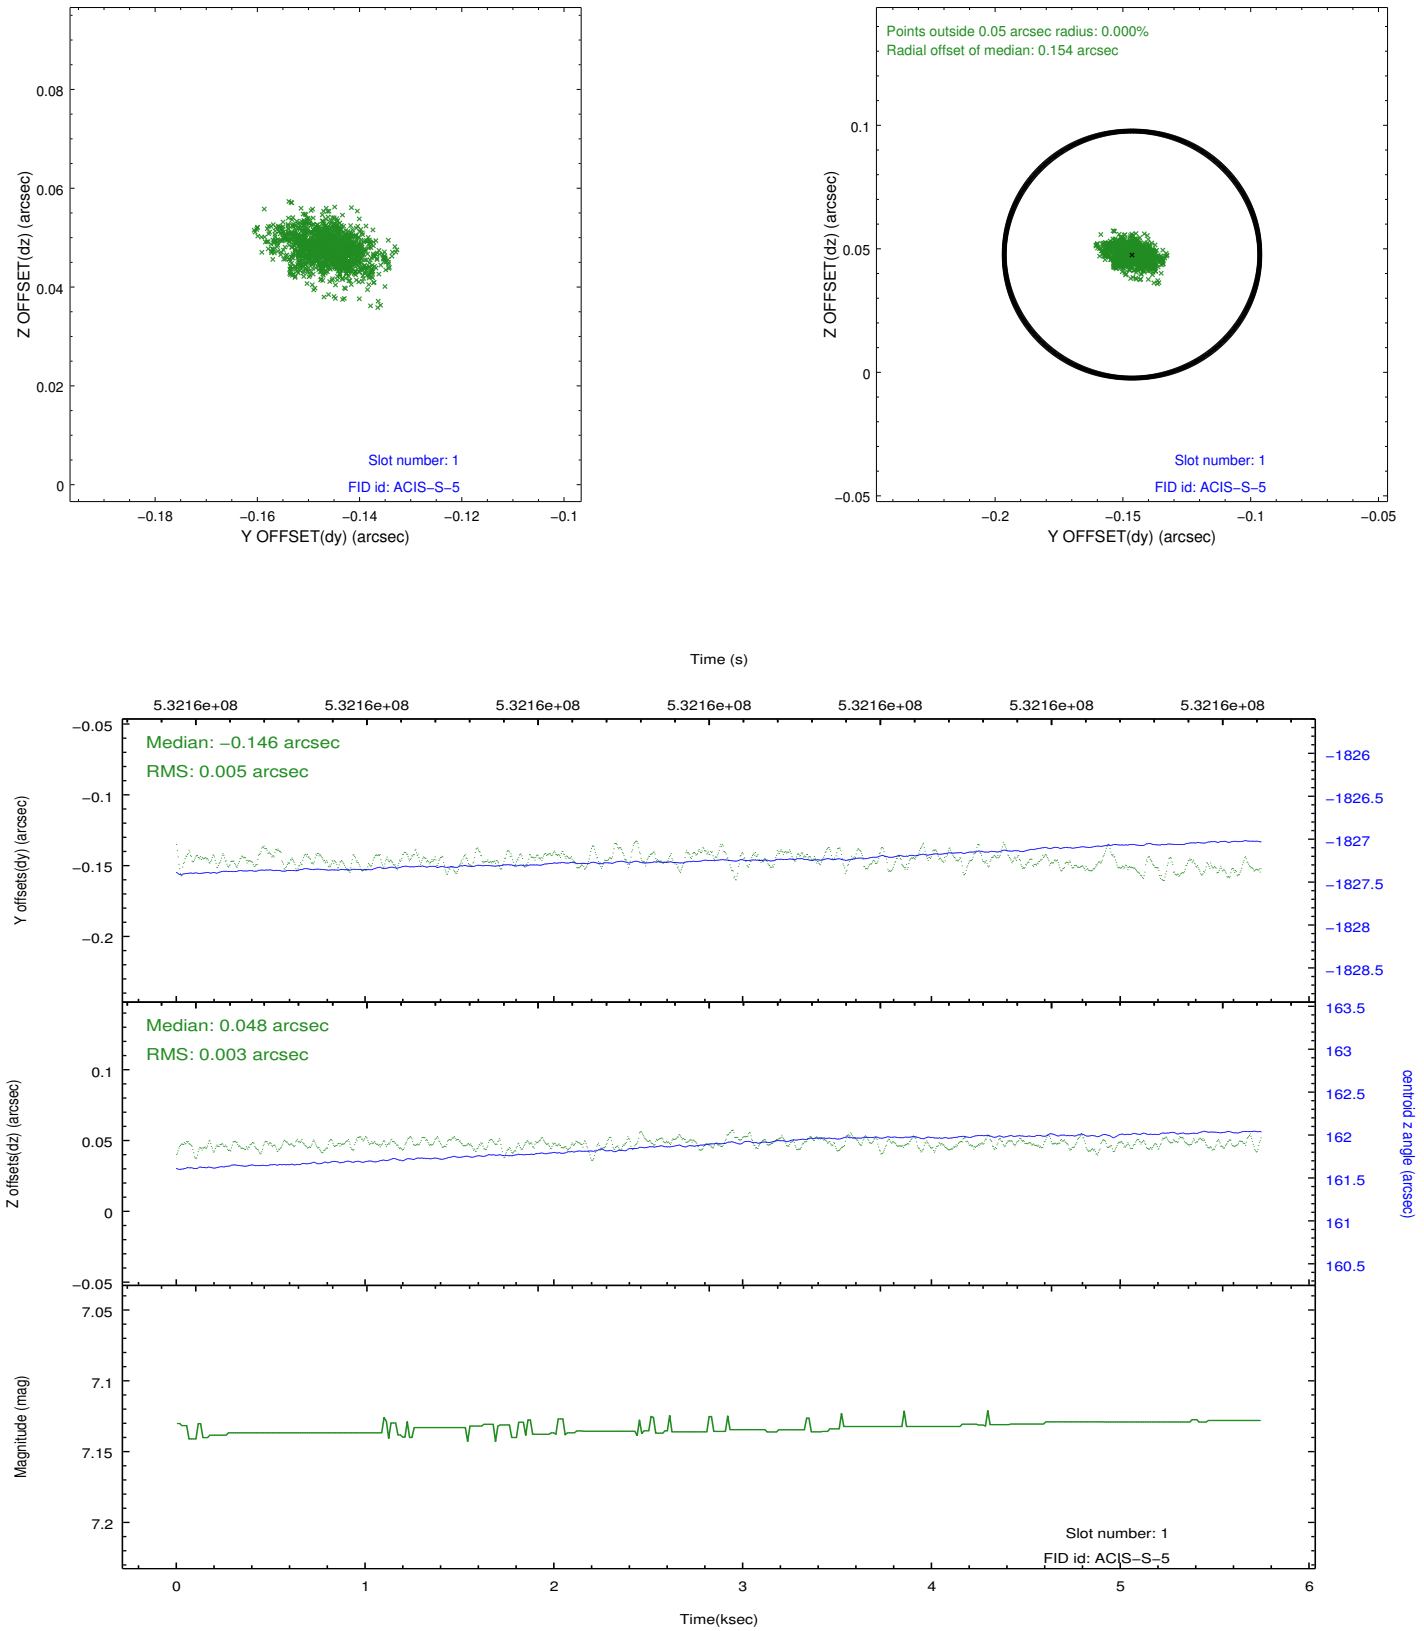 0.08
0.06
0.04
0.02
0
Z OFFSET(dz) (arcsec)
Slot number: 1
FID id: ACIS−S−5
−0.18
−0.16
−0.14
−0.12
−0.1
Y OFFSET(dy) (arcsec)
Points outside 0.05 arcsec radius: 0.000%
Radial offset of median: 0.154 arcsec
0.1
0.05
0
−0.05
Z OFFSET(dz) (arcsec)
Slot number: 1
FID id: ACIS−S−5
−0.2
−0.15
−0.1
−0.05
Y OFFSET(dy) (arcsec)
Time (s)
5.3216e+08
5.3216e+08
5.3216e+08
5.3216e+08
5.3216e+08
5.3216e+08
5.3216e+08
−0.05
−0.1
−0.15
−0.2
Y offsets(dy) (arcsec)
Median: −0.146 arcsec
RMS: 0.005 arcsec
−1826
−1826.5
−1827
−1827.5
−1828
−1828.5
0.1
0.05
0
−0.05
Z offsets(dz) (arcsec)
Median: 0.048 arcsec
RMS: 0.003 arcsec
163.5
163
162.5
162
161.5
161
160.5
centroid z angle (arcsec)
7.05
7.1
7.15
7.2
Magnitude (mag)
Slot number: 1
FID id: ACIS−S−5
0
1
2
3
4
5
6
Time(ksec)